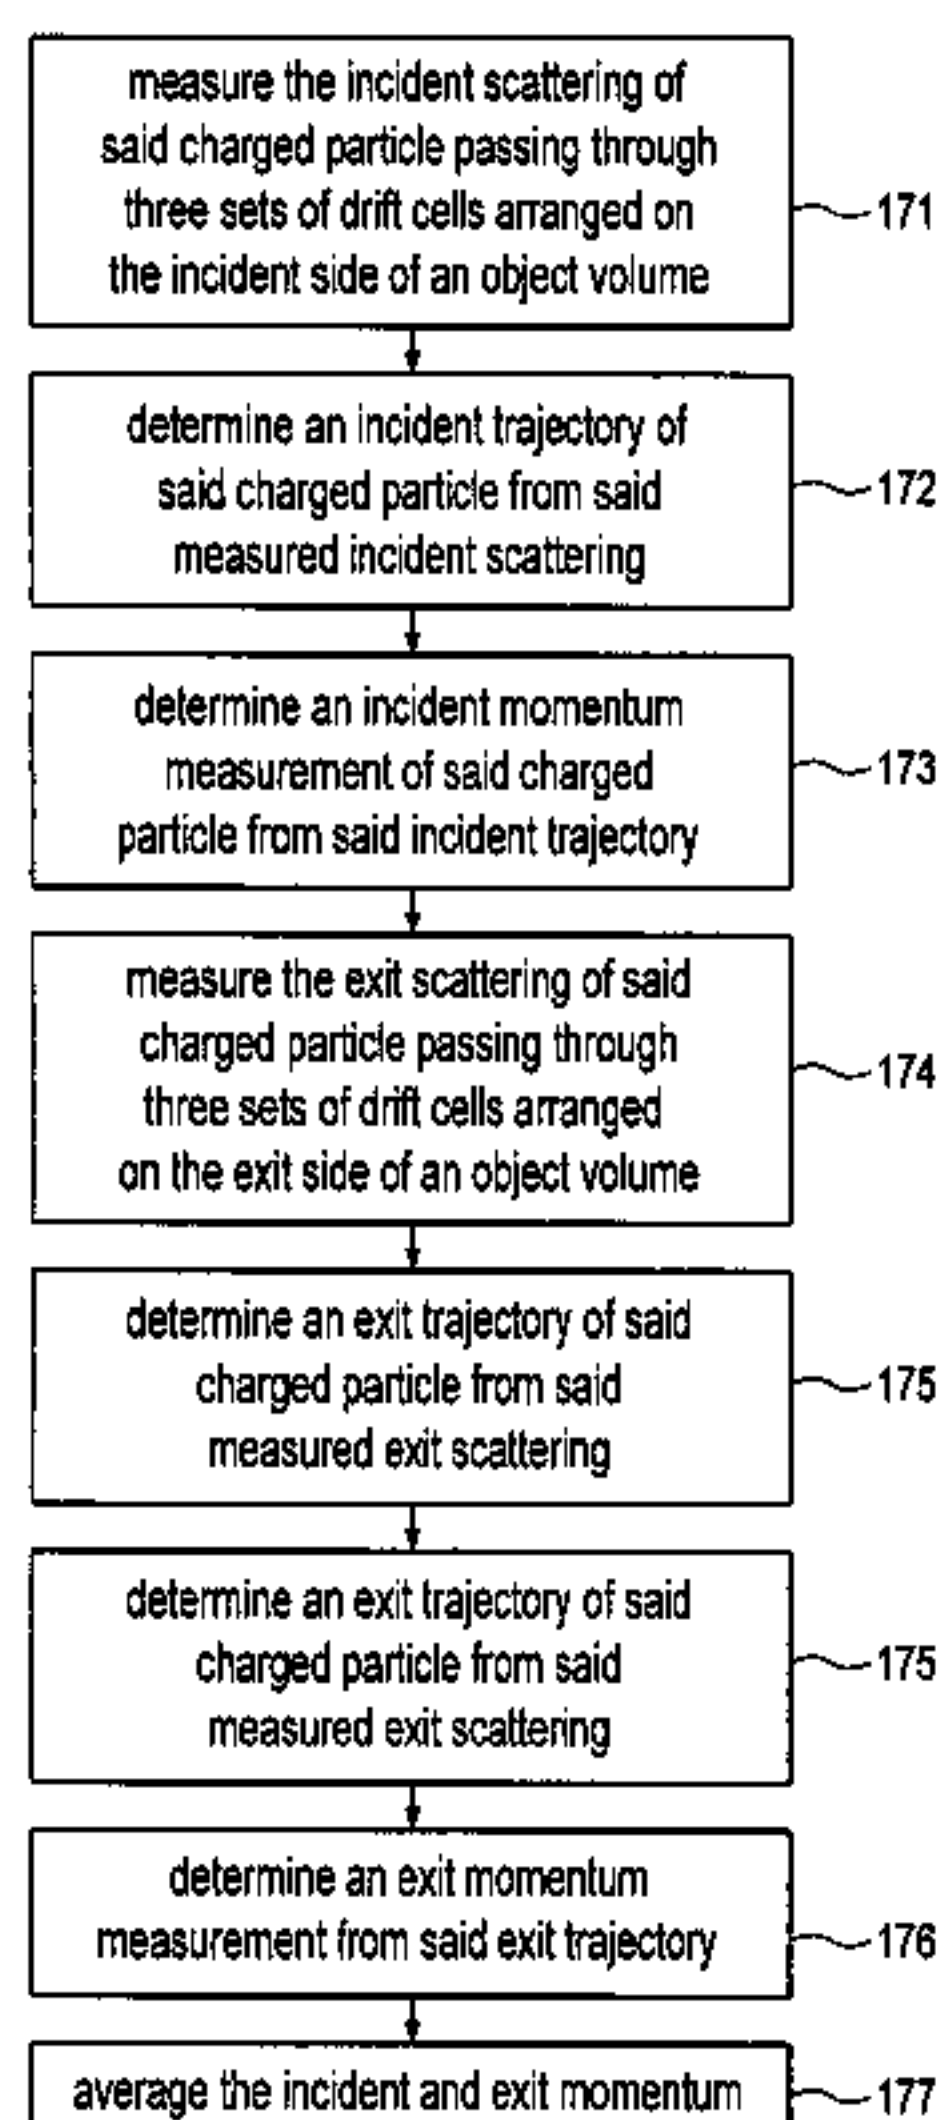 measure the incident scattering of
said charged particle passing through
three sets of drift cells arranged on
the incident side of an object volume
171
determine an incident trajectory of
said charged particle from said
measured incident scattering
172
determine an incident momentum
measurement of said charged
particle from said incident trajectory
173
measure the exit scattering of said
charged particle passing through
three sets of drift cells arranged
on the exit side of an object volume
174
determine an exit trajectory of said
charged particle from said
measured exit scattering
175
determine an exit trajectory of said
charged particle from said
measured exit scattering
175
determine an exit momentum
measurement from said exit trajectory
176
average the incident and exit momentum
177